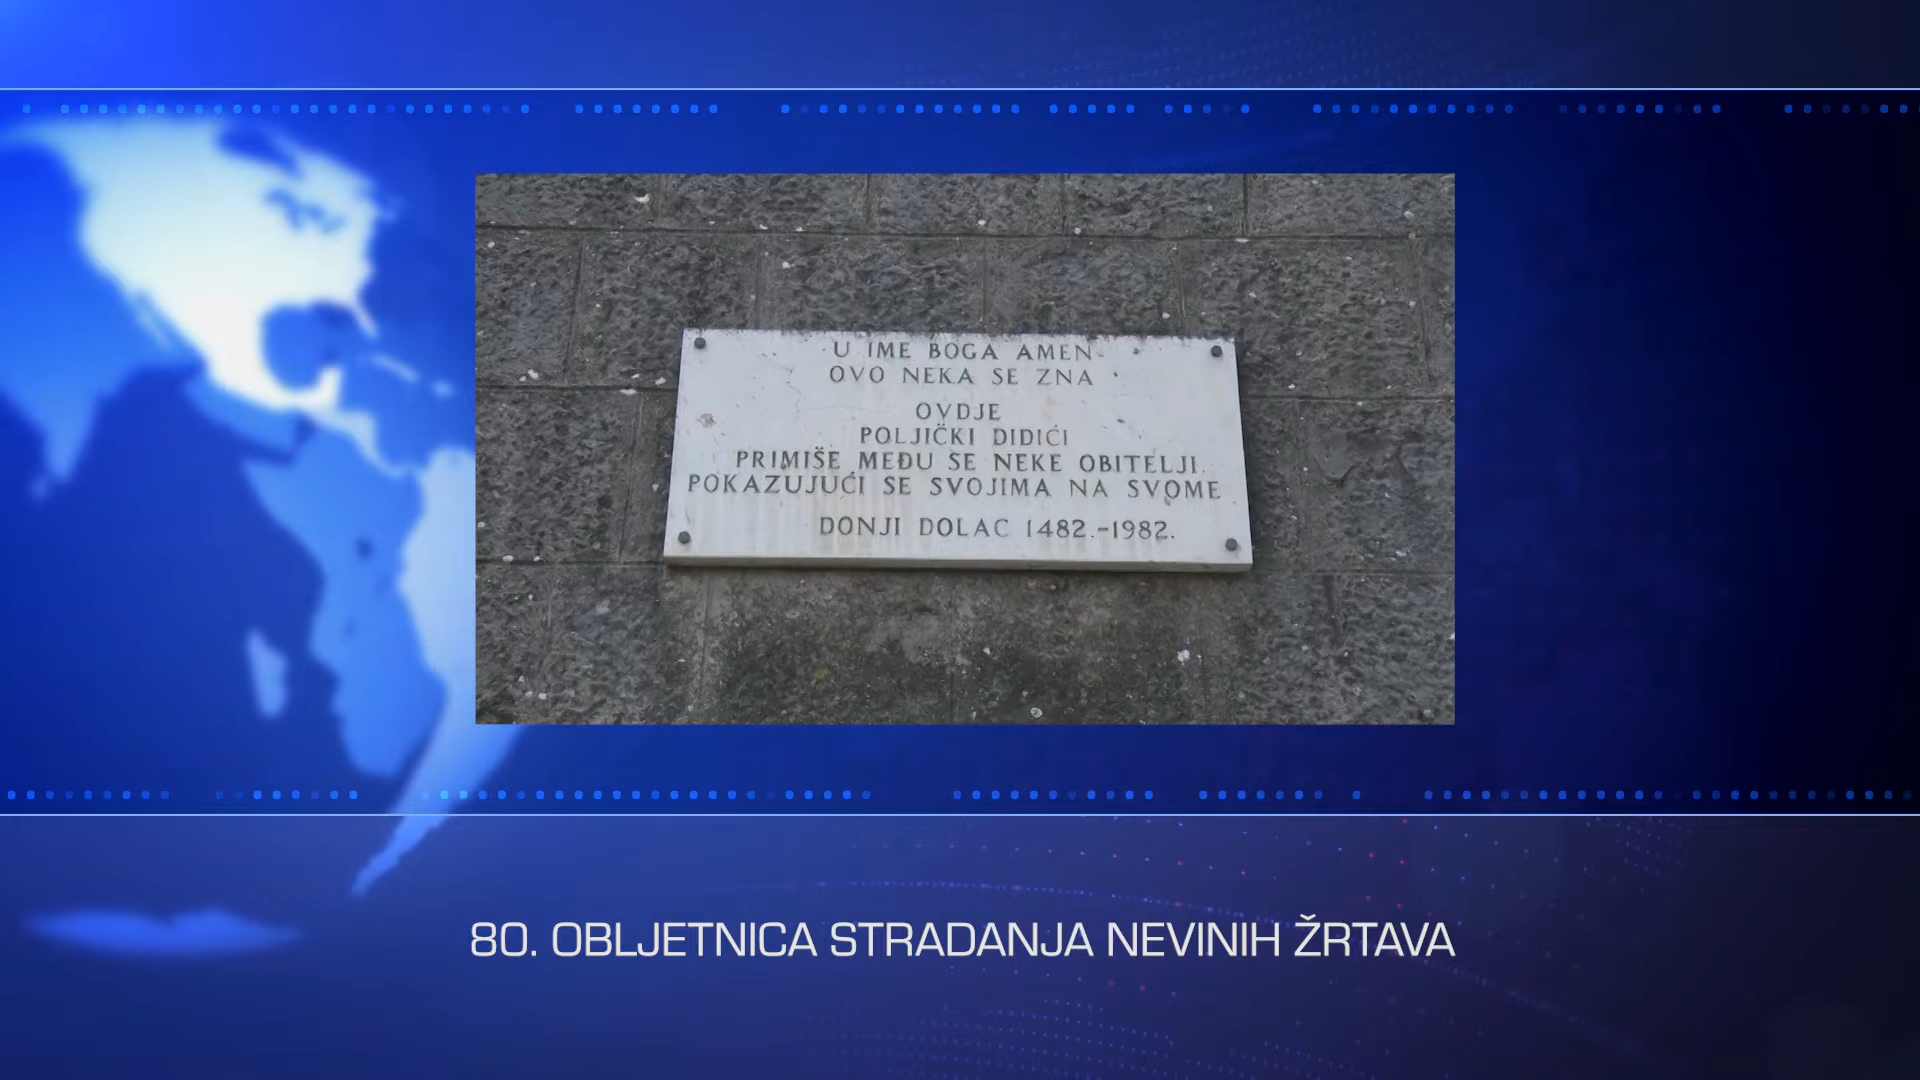 U IME BOGA AMEN
OVO NEKA SE ZNA
OVDJE
POLJIČKI DIDIĆI
PRIMIŠE MEĐU SE NEKE OBITELJI
POKAZUJUĆI SE SVOJIMA NA SVOME
DONJI DOLAC 1482.-1982.
80. OBLJETNICA STRADANJA NEVINIH ŽRTAVA